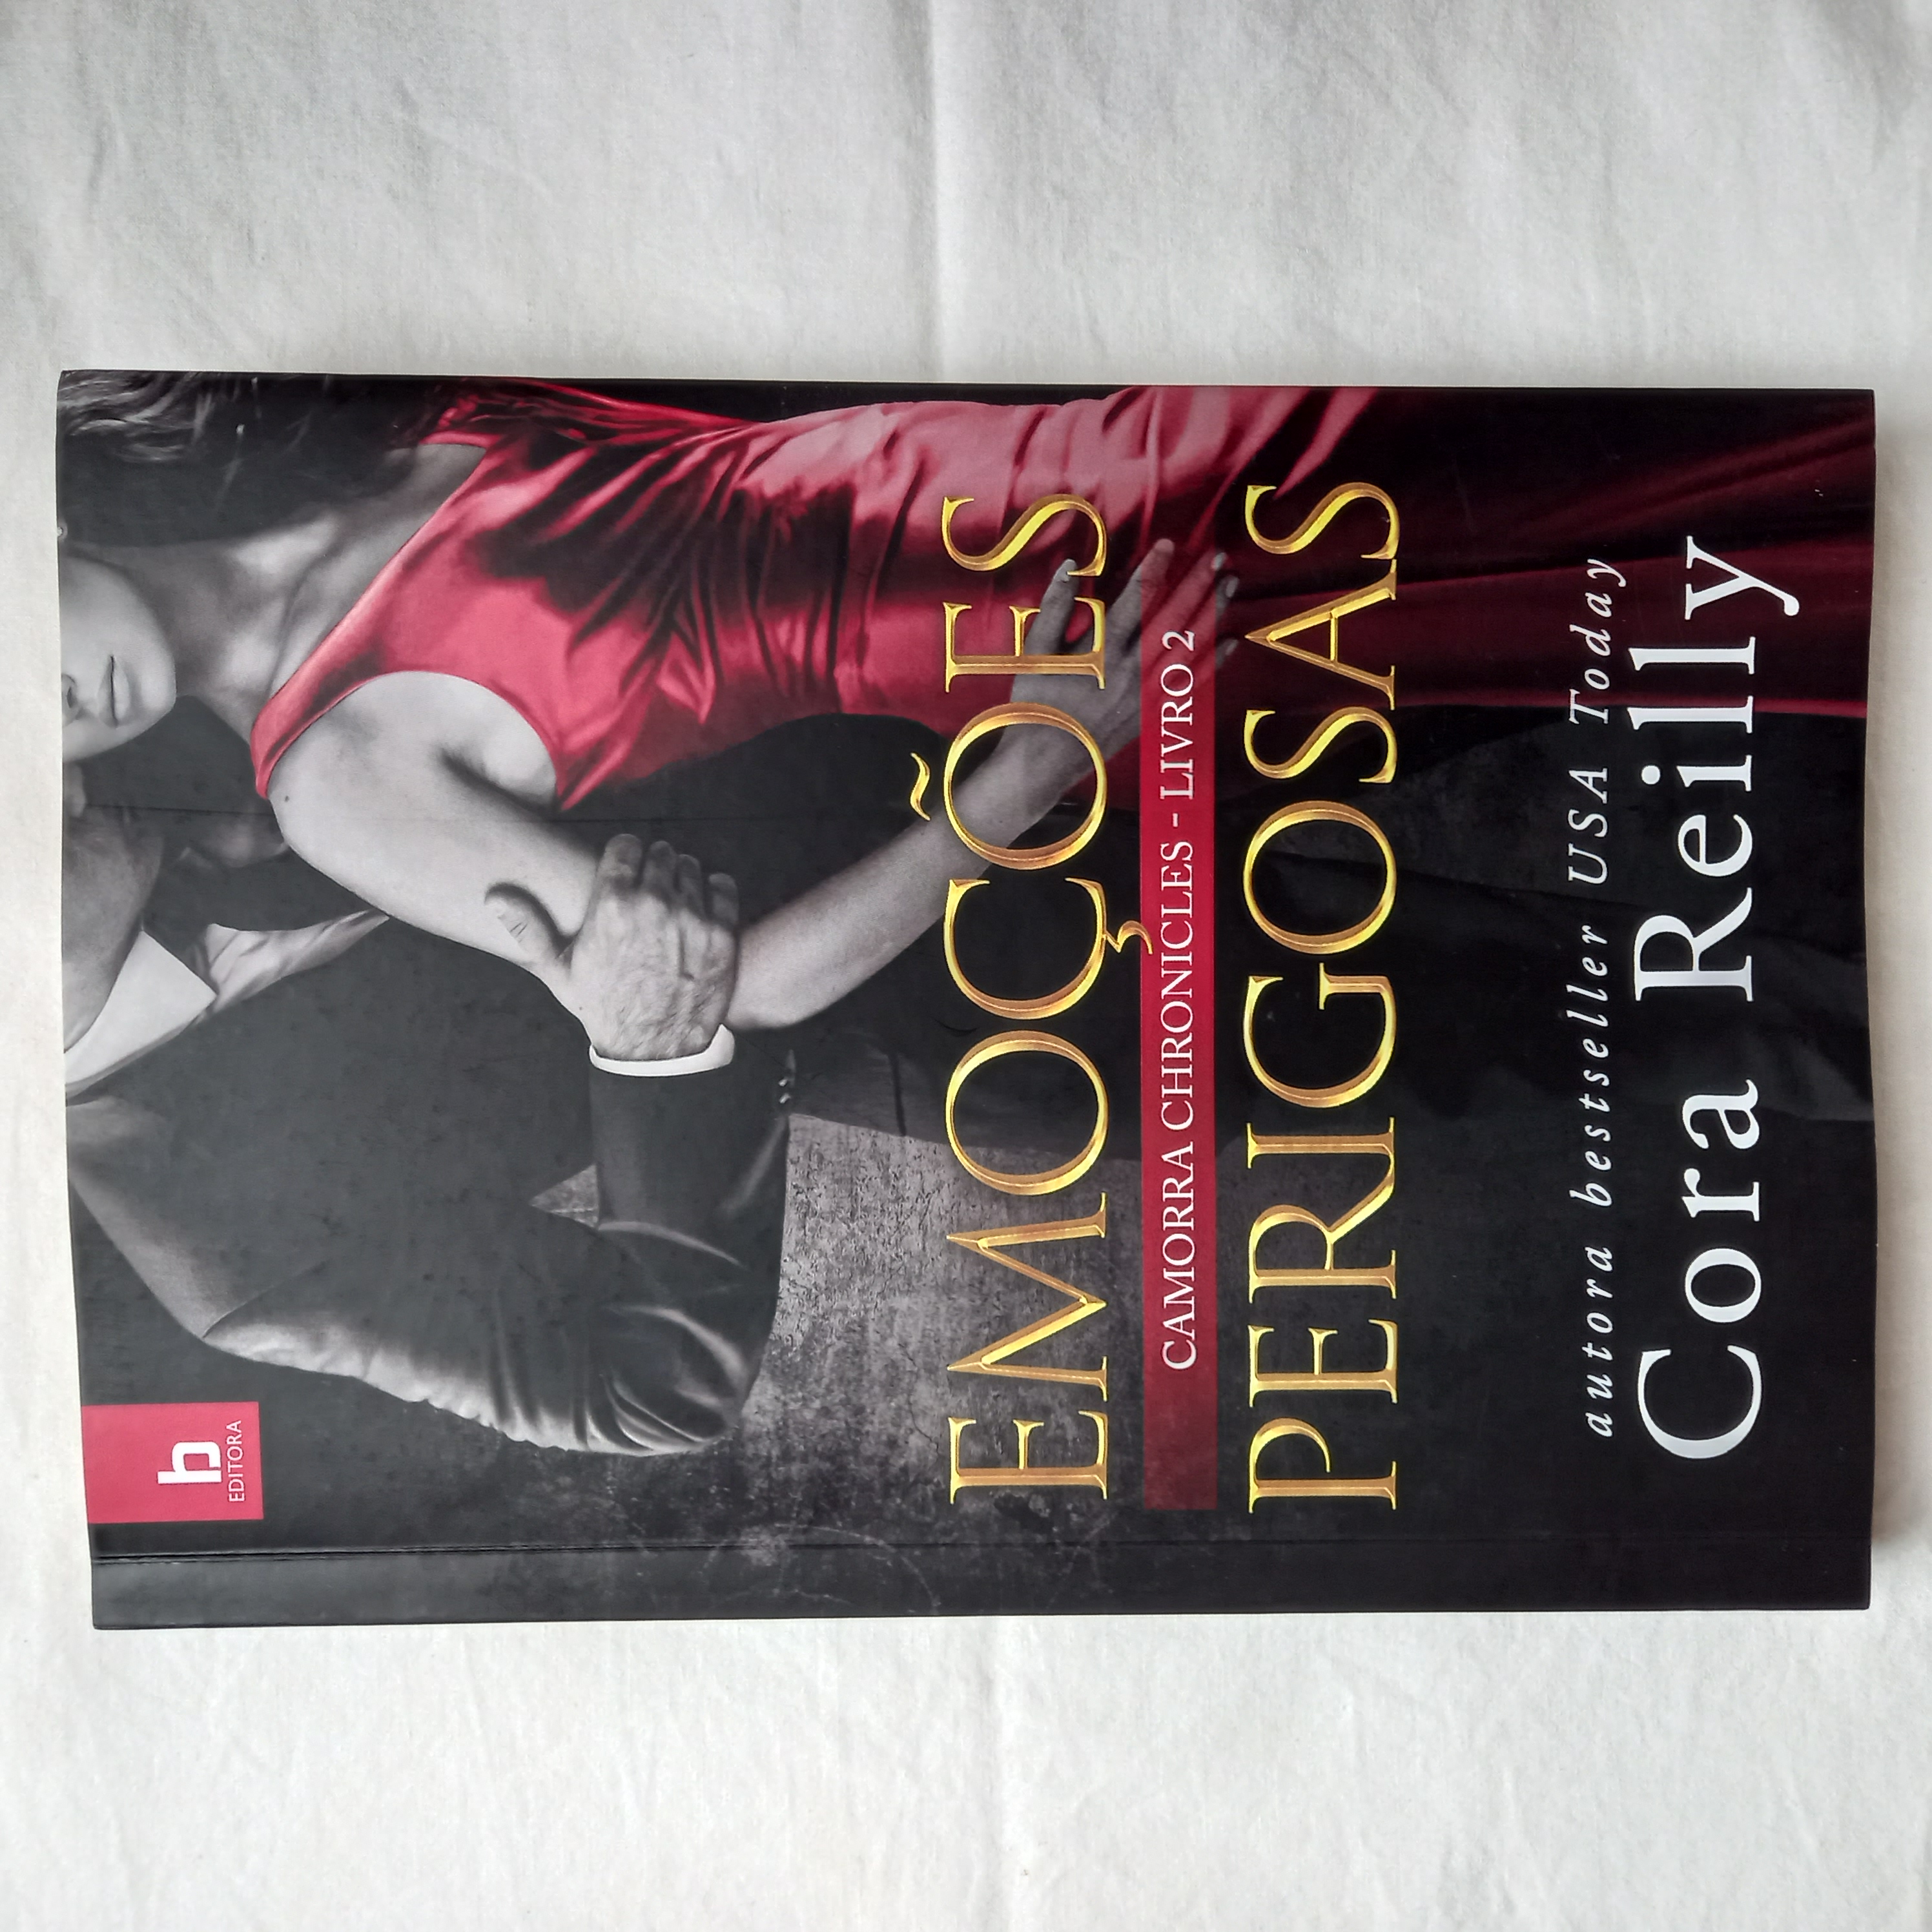 b
EDITORA
EMOÇÕES
CAMORRA CHRONICLES - LIVRO 2
PERIGOSAS
autora bestseller USA Today
Cora Reilly